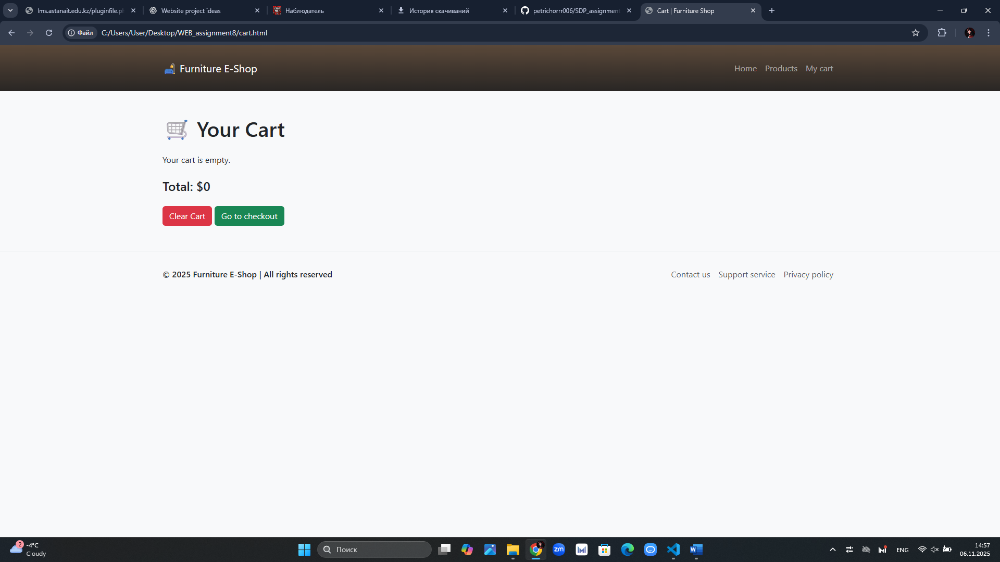 lms.astanait.edu.kz/pluginfile.ph
Website project ideas
Наблюдатель
История скачиваний
petrichorrr006/SDP_assignment
Cart | Furniture Shop
Файл
C:/Users/User/Desktop/WEB_assignment8/cart.html
Furniture E-Shop
Home
Products
My cart
Your Cart
Your cart is empty.
Total: $0
Clear Cart
Go to checkout
© 2025 Furniture E-Shop | All rights reserved
Contact us
Support service
Privacy policy
2
-4°C
Cloudy
Поиск
zm
W
ENG
14:57
06.11.2025